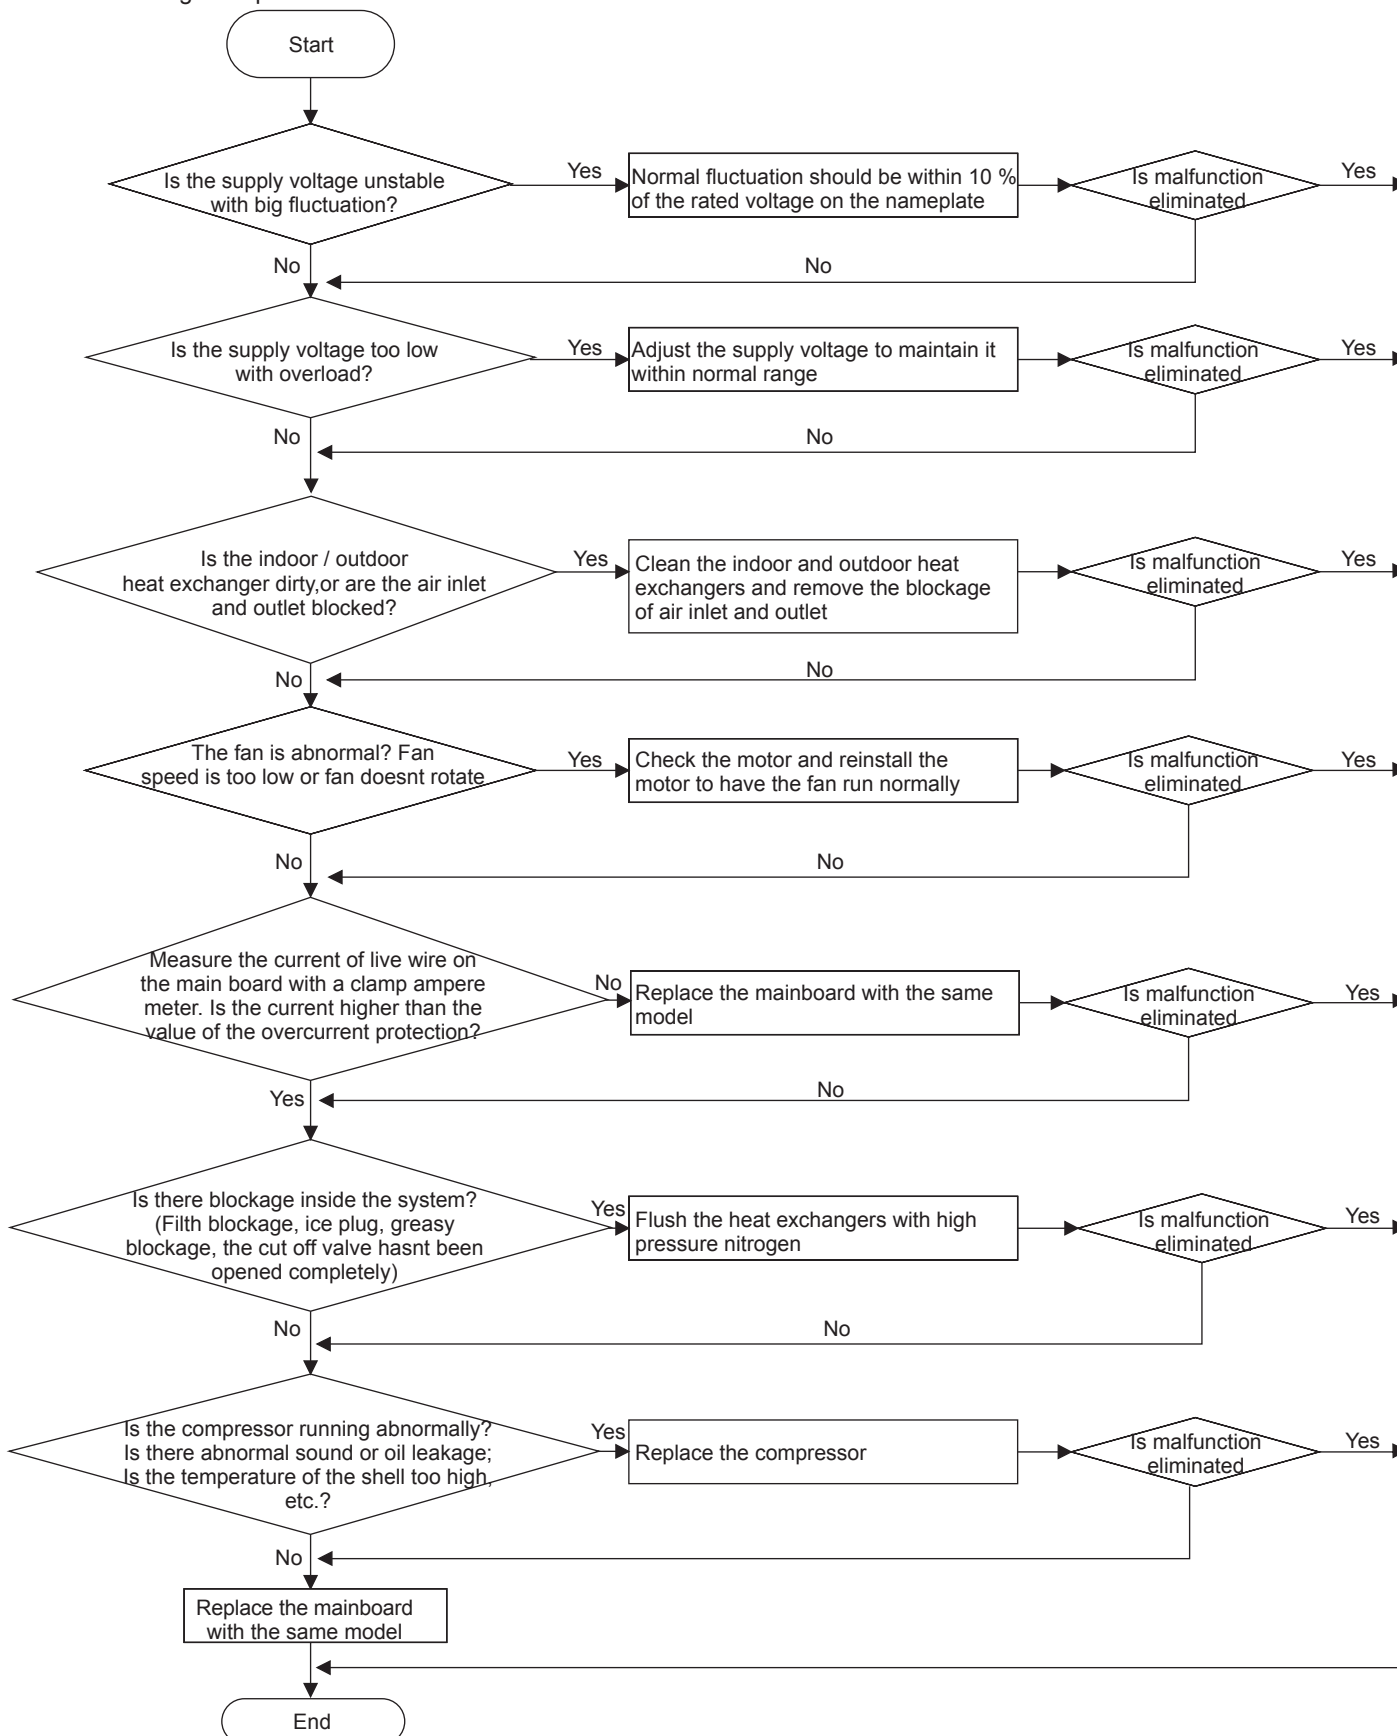 Start
Is the supply voltage unstable
with big fluctuation?
Yes
Normal fluctuation should be within 10 %
of the rated voltage on the nameplate
Is malfunction
eliminated
Yes
No
No
Is the supply voltage too low
with overload?
Yes
Adjust the supply voltage to maintain it
within normal range
Is malfunction
eliminated
Yes
No
No
Is the indoor / outdoor
heat exchanger dirty,or are the air inlet
and outlet blocked?
Yes
Clean the indoor and outdoor heat
exchangers and remove the blockage
of air inlet and outlet
Is malfunction
eliminated
Yes
No
No
The fan is abnormal? Fan
speed is too low or fan doesnt rotate
Yes
Check the motor and reinstall the
motor to have the fan run normally
Is malfunction
eliminated
Yes
No
No
Measure the current of live wire on
the main board with a clamp ampere
meter. Is the current higher than the
value of the overcurrent protection?
No
Replace the mainboard with the same
model
Is malfunction
eliminated
Yes
Yes
No
Is there blockage inside the system?
(Filth blockage, ice plug, greasy
blockage, the cut off valve hasnt been
opened completely)
Yes
Flush the heat exchangers with high
pressure nitrogen
Is malfunction
eliminated
Yes
No
No
Is the compressor running abnormally?
Is there abnormal sound or oil leakage;
Is the temperature of the shell too high,
etc.?
Yes
Replace the compressor
Is malfunction
eliminated
Yes
No
Replace the mainboard
with the same model
End